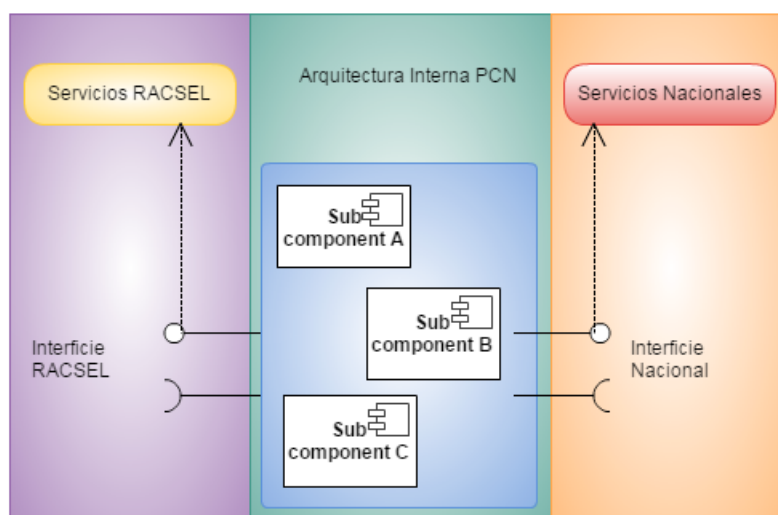 Servicios RACSEL
Arquitectura Interna PCN
Servicios Nacionales
Sub
component A
Sub
component B
Interficie
RACSEL
Interficie
Nacional
Sub
component C